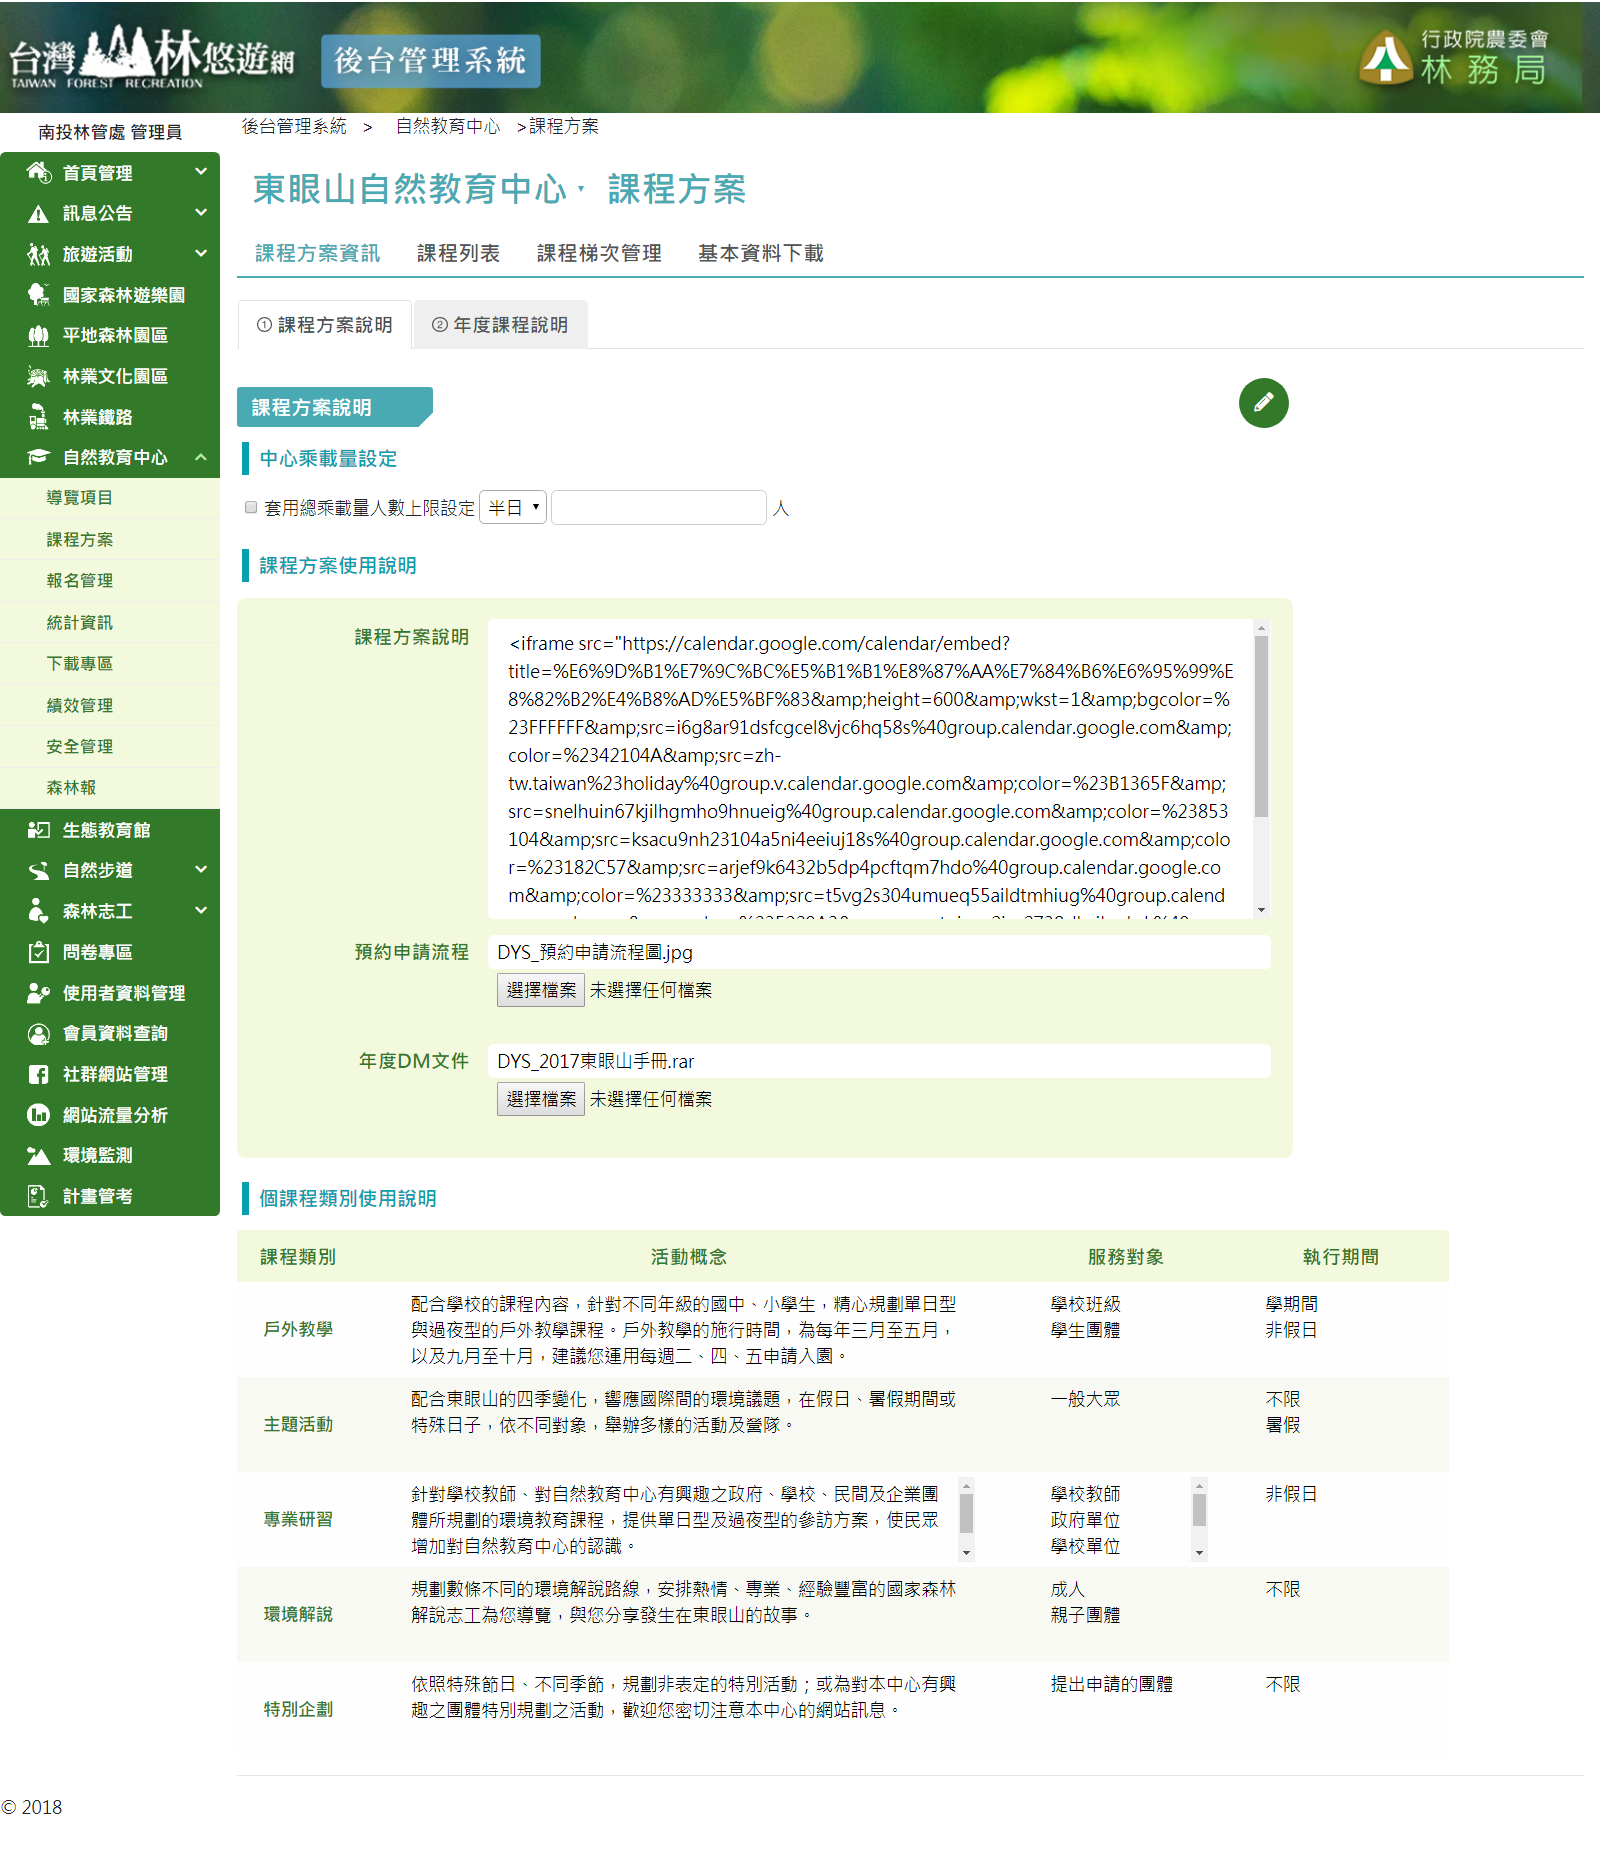 台灣山林悠遊網
TAIWAN FOREST RECREATION
後台管理系統
行政院農委會
林務局
南投林管處 管理員
首頁管理
訊息公告
旅遊活動
國家森林遊樂園
平地森林園區
林業文化園區
林業鐵路
自然教育中心
導覽項目
課程方案
報名管理
統計資訊
下載專區
績效管理
安全管理
森林報
生態教育館
自然步道
森林志工
問卷專區
使用者資料管理
會員資料查詢
社群網站管理
網站流量分析
環境監測
計畫管考
後台管理系統 > 自然教育中心 >課程方案
東眼山自然教育中心‧ 課程方案
課程方案資訊 課程列表 課程梯次管理 基本資料下載
① 課程方案說明 ② 年度課程說明
課程方案說明
中心乘載量設定
套用總乘載量人數上限設定 半日 人
課程方案使用說明
課程方案說明
<iframe src="https://calendar.google.com/calendar/embed?
title=%E6%9D%B1%E7%9C%BC%E5%B1%B1%E8%87%AA%E7%84%B6%E6%95%99%E
8%82%B2%E4%B8%AD%E5%BF%83&amp;height=600&amp;wkst=1&amp;bgcolor=%
23FFFFFF&amp;src=i6g8ar91dsfcgcel8vjc6hq58s%40group.calendar.google.com&amp;
color=%2342104A&amp;src=zh-
tw.taiwan%23holiday%40group.v.calendar.google.com&amp;color=%23B1365F&amp;
src=snelhuin67kjilhgmho9hnueig%40group.calendar.google.com&amp;color=%23853
104&amp;src=ksacu9nh23104a5ni4eeiuj18s%40group.calendar.google.com&amp;colo
r=%23182C57&amp;src=arjef9k6432b5dp4pcftqm7hdo%40group.calendar.google.co
m&amp;color=%23333333&amp;src=t5vg2s304umueq55aildtmhiug%40group.calend
預約申請流程 DYS_預約申請流程圖.jpg
選擇檔案 未選擇任何檔案
年度DM文件 DYS_2017東眼山手冊.rar
選擇檔案 未選擇任何檔案
個課程類別使用說明
課程類別 活動概念 服務對象 執行期間
戶外教學
配合學校的課程內容，針對不同年級的國中、小學生，精心規劃單日型
與過夜型的戶外教學課程。戶外教學的施行時間，為每年三月至五月，
以及九月至十月，建議您運用每週二、四、五申請入園。
學校班級
學生團體
學期間
非假日
主題活動
配合東眼山的四季變化，響應國際間的環境議題，在假日、暑假期間或
特殊日子，依不同對象，舉辦多樣的活動及營隊。
一般大眾
不限
暑假
專業研習
針對學校教師、對自然教育中心有興趣之政府、學校、民間及企業團
體所規劃的環境教育課程，提供單日型及過夜型的參訪方案，使民眾
增加對自然教育中心的認識。
學校教師
政府單位
學校單位
非假日
環境解說
規劃數條不同的環境解說路線，安排熱情、專業、經驗豐富的國家森林
解說志工為您導覽，與您分享發生在東眼山的故事。
成人
親子團體
不限
特別企劃
依照特殊節日、不同季節，規劃非表定的特別活動；或為對本中心有興
趣之團體特別規劃之活動，歡迎您密切注意本中心的網站訊息。
提出申請的團體
不限
© 2018